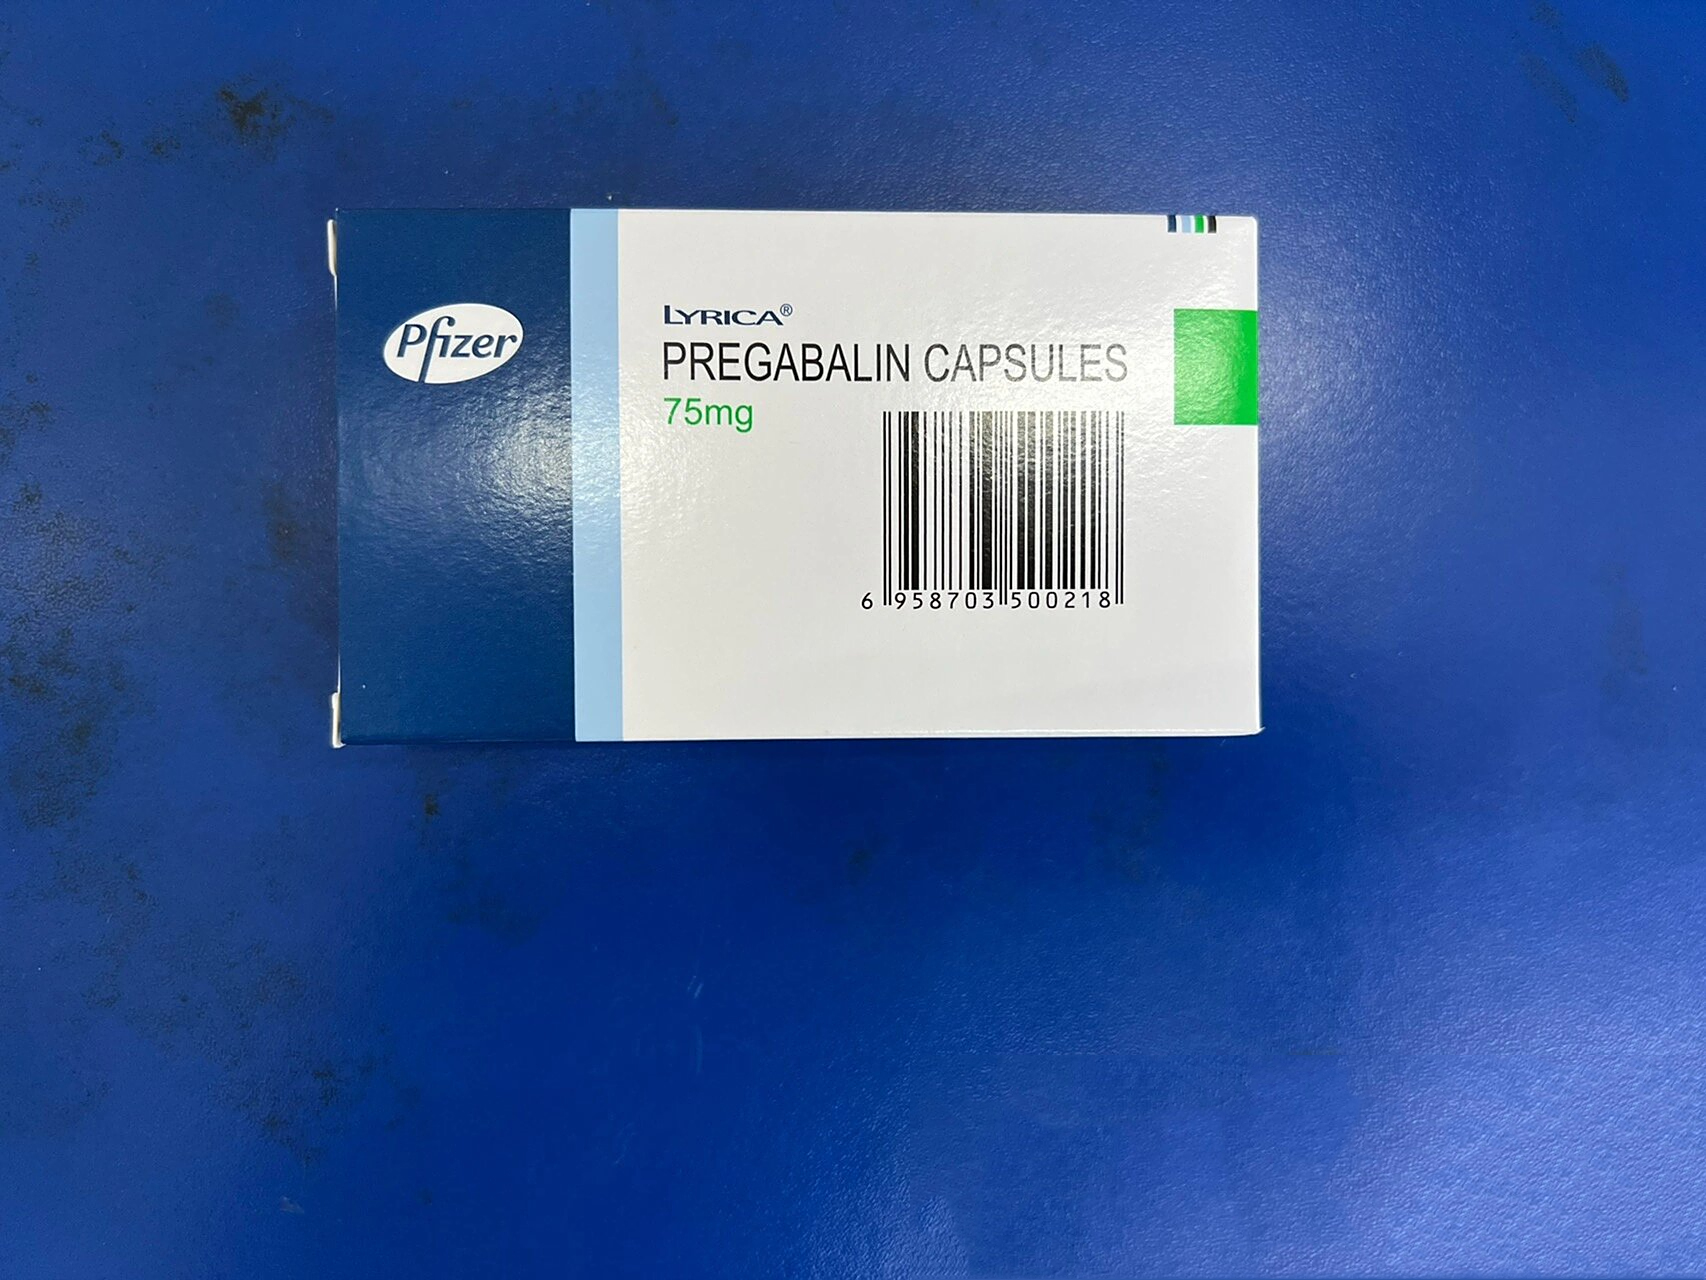 Pfizer
LYRICA®
PREGABALIN CAPSULES
75mg
6 958703 500218